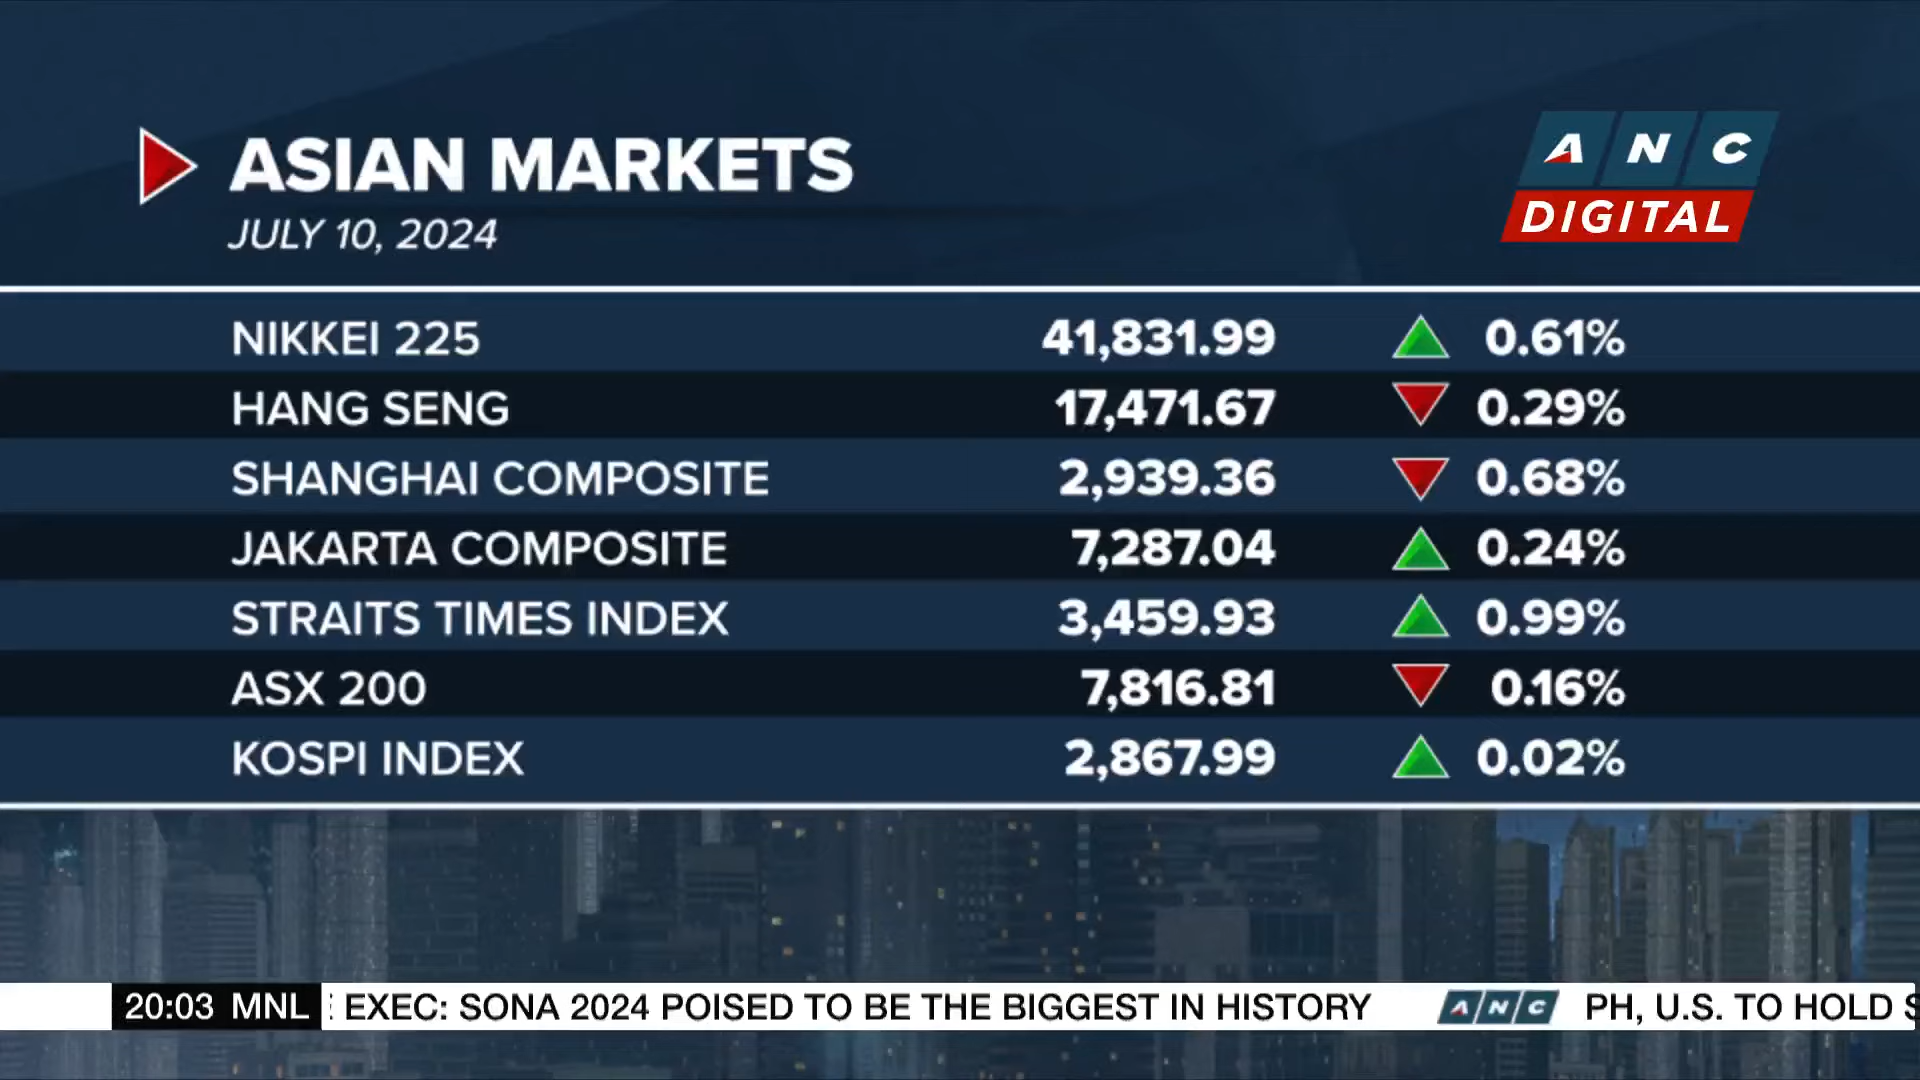 ASIAN MARKETS
JULY 10, 2024
ANC
DIGITAL
NIKKEI 225 41,831.99 0.61%
HANG SENG 17,471.67 0.29%
SHANGHAI COMPOSITE 2,939.36 0.68%
JAKARTA COMPOSITE 7,287.04 0.24%
STRAITS TIMES INDEX 3,459.93 0.99%
ASX 200 7,816.81 0.16%
KOSPI INDEX 2,867.99 0.02%
20:03 MNL EXEC: SONA 2024 POISED TO BE THE BIGGEST IN HISTORY ANC PH, U.S. TO HOLD